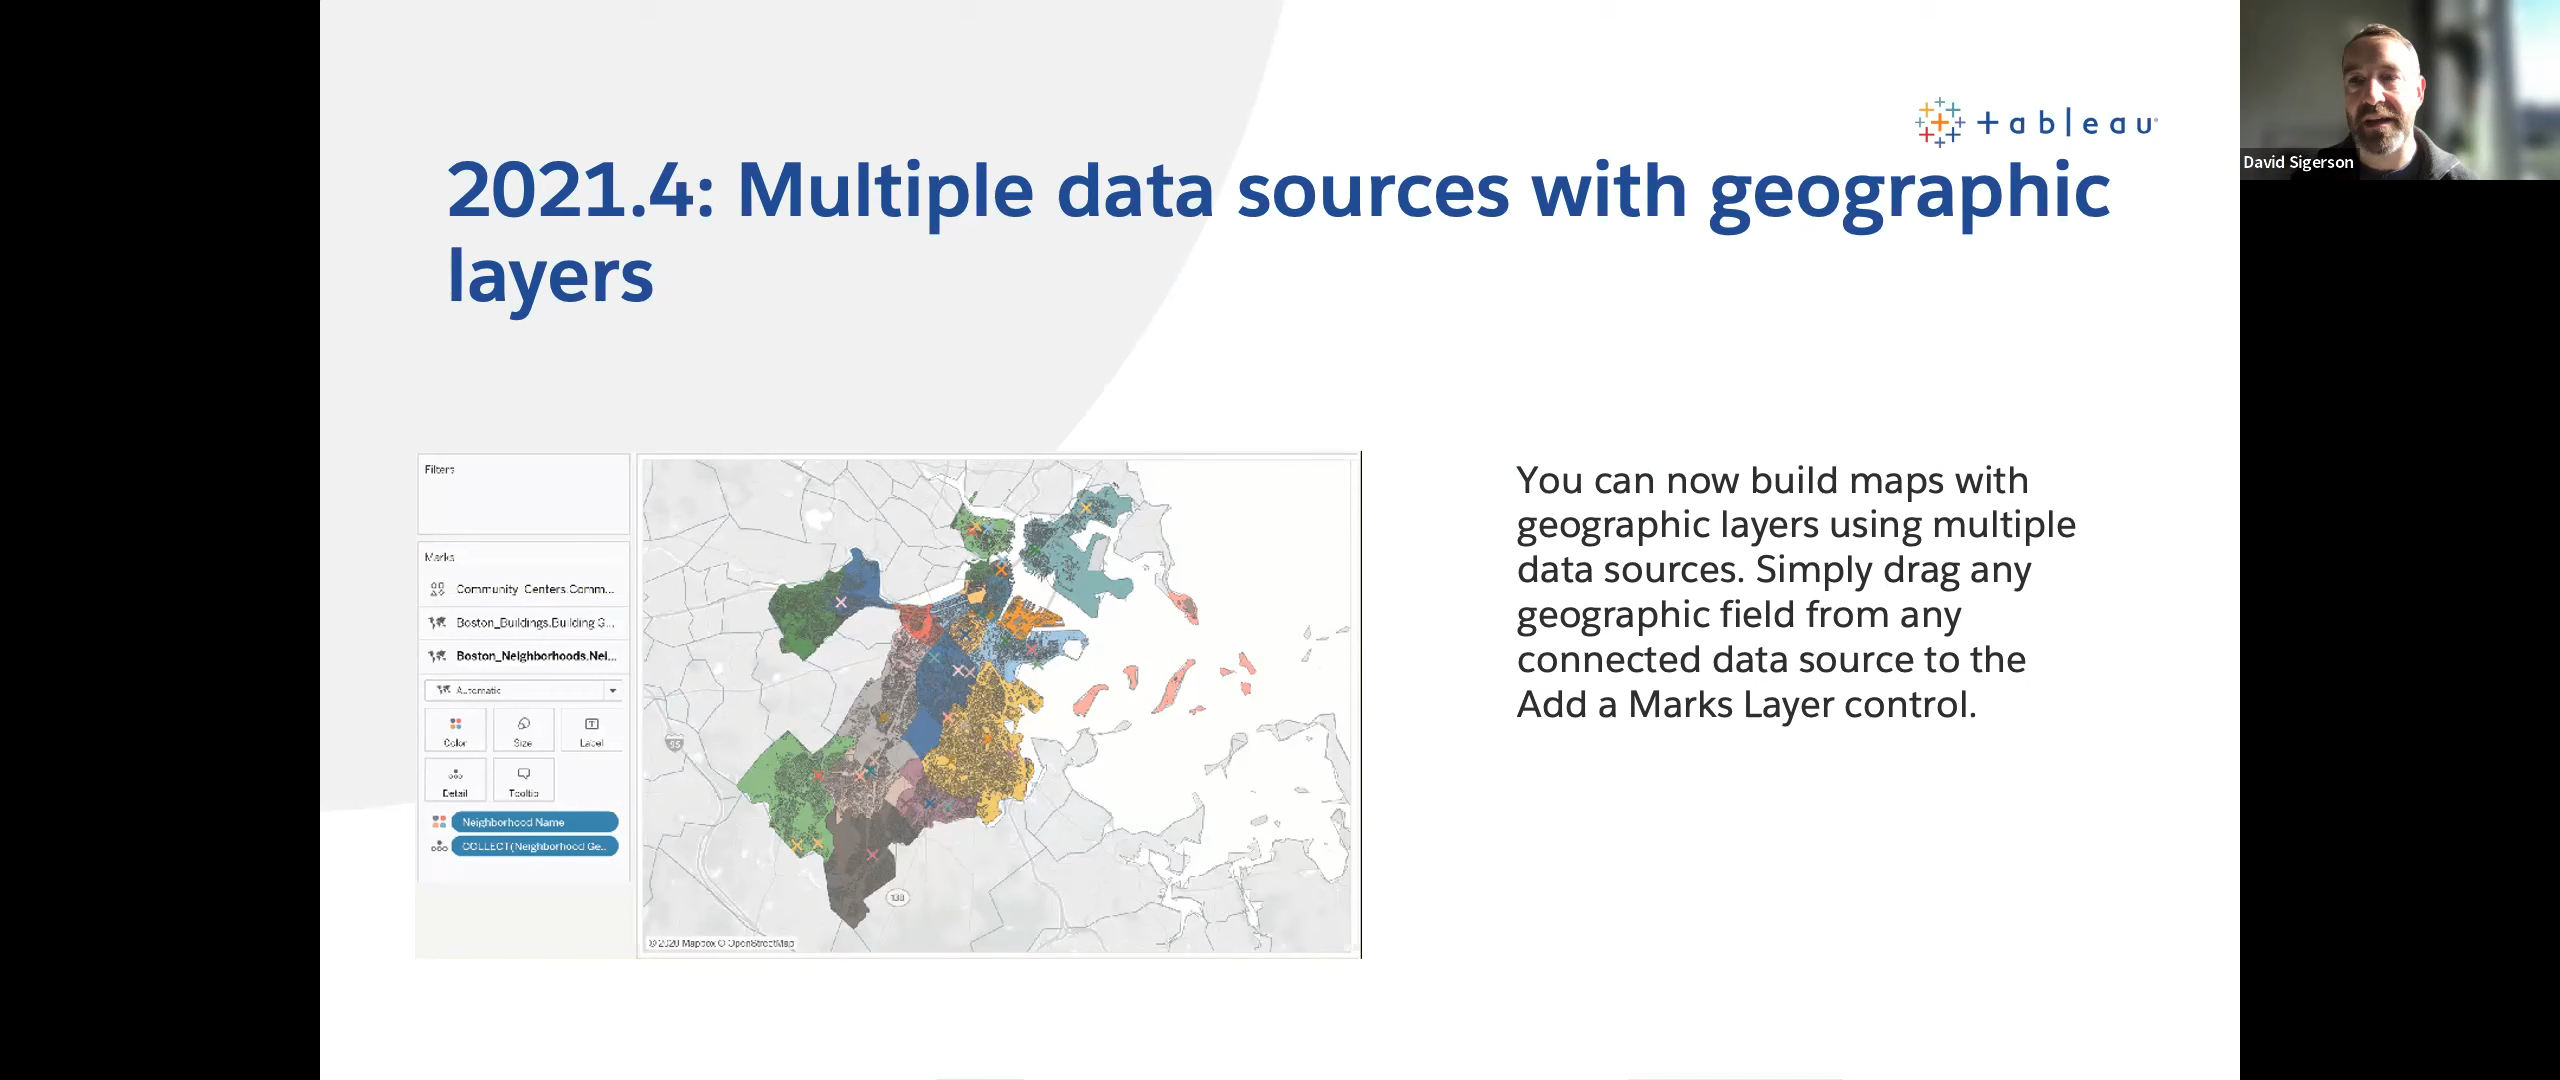 +ableau
David Sigerson
2021.4: Multiple data sources with geographic
layers
Filters
Marks
Community_Centers.Comm...
Boston_Buildings.Building G...
Boston_Neighborhoods.Nei...
Automatic
Color
Size
Label
Detail
Tooltip
Neighborhood Name
COLLECT(Neighborhood Ge..
95
138
© 2020 Mapbox © OpenStreetMap
You can now build maps with
geographic layers using multiple
data sources. Simply drag any
geographic field from any
connected data source to the
Add a Marks Layer control.